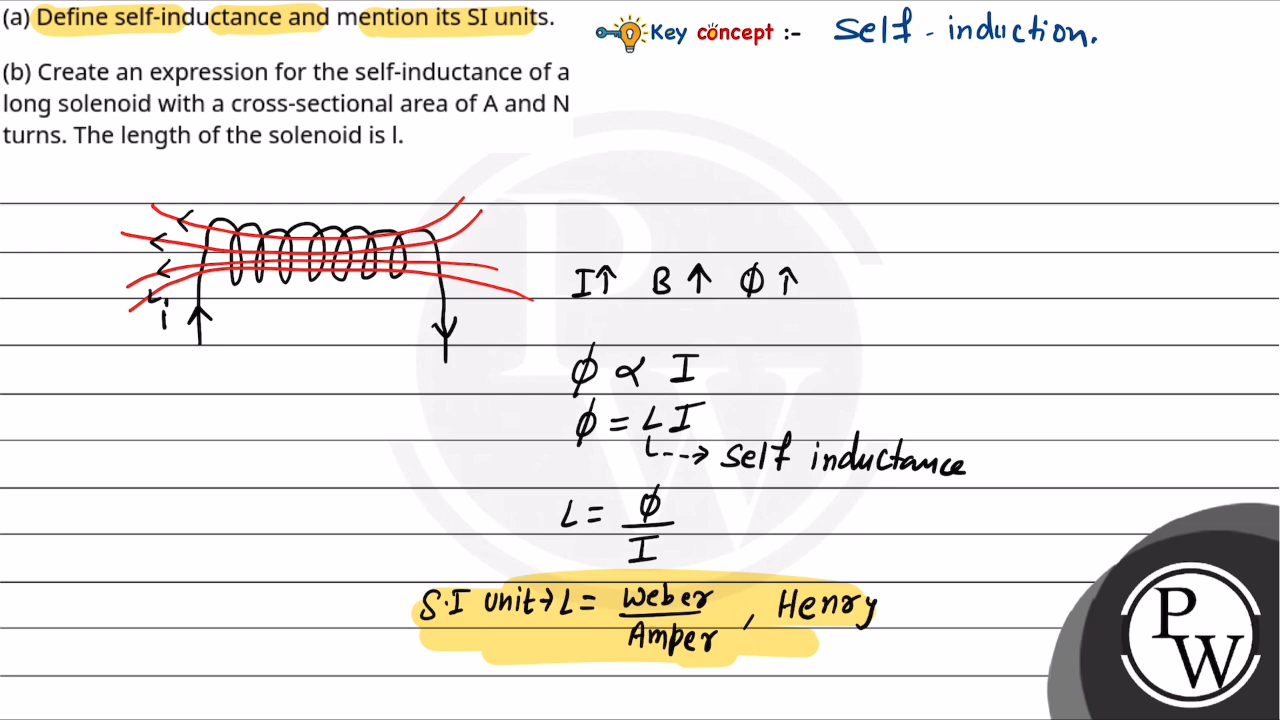 (a) Define self-inductance and mention its SI units.
Key concept :- Self - induction.
(b) Create an expression for the self-inductance of a
long solenoid with a cross-sectional area of A and N
turns. The length of the solenoid is l.
i
I↑ B↑ ϕ↑
ϕ ∝ I
ϕ = LI
Self inductance
L = ϕ/I
S.I unit → L = Weber/Amper , Henry
PW
P
W